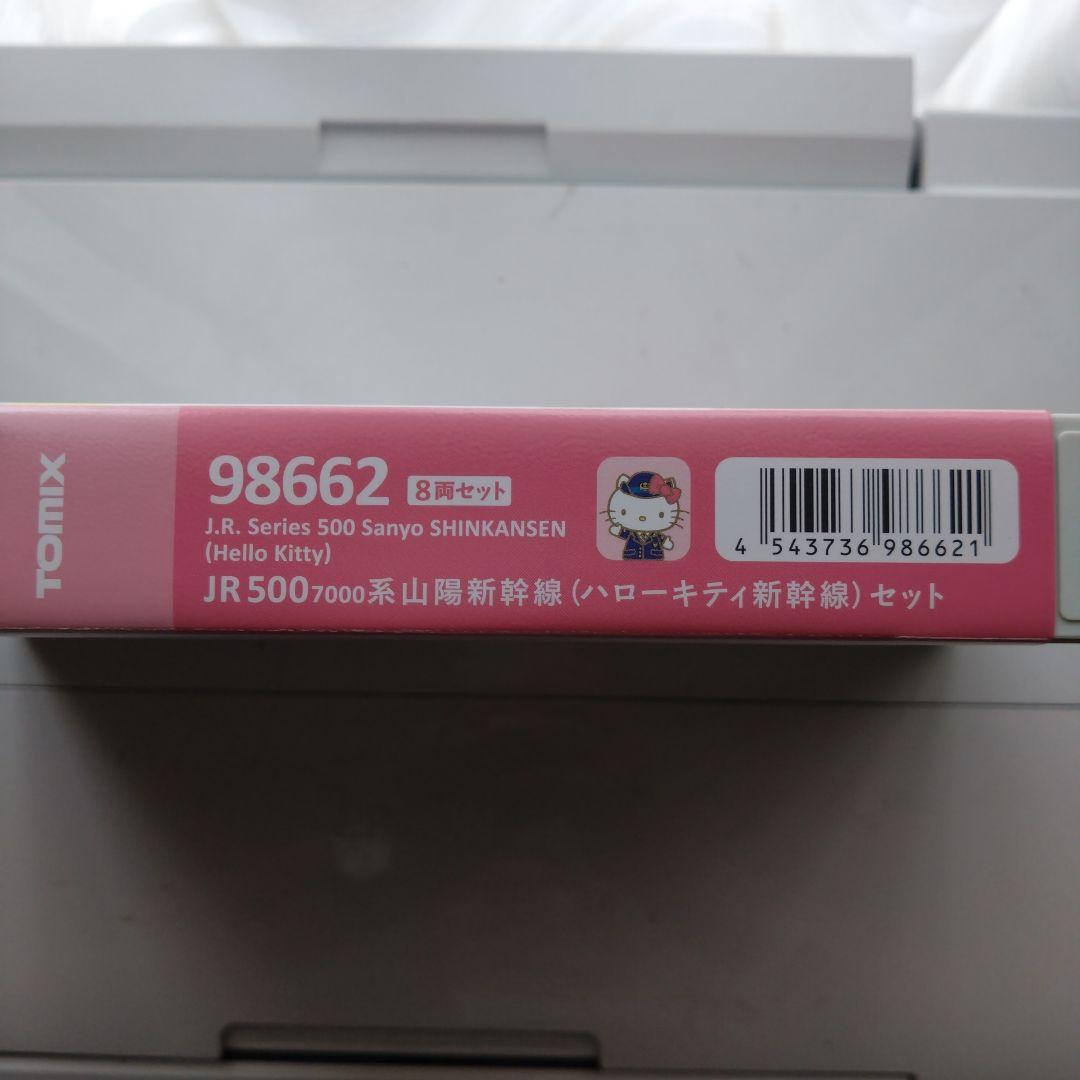 TOMIX
98662 8両セット
J.R. Series 500 Sanyo SHINKANSEN
(Hello Kitty)
JR 500 7000系山陽新幹線(ハローキティ新幹線)セット
4 543736 986621